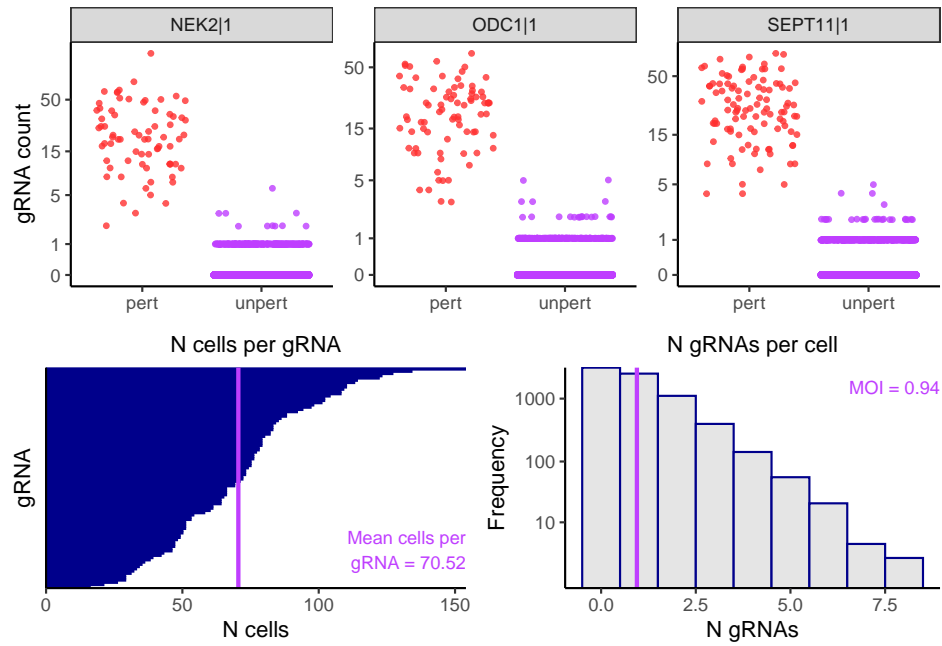 NEK2|1
ODC1|1
SEPT11|1
gRNA count
50
15
5
1
0
pert
unpert
50
15
5
1
0
pert
unpert
50
15
5
1
0
pert
unpert
N cells per gRNA
gRNA
Mean cells per
gRNA = 70.52
0
50
100
150
N cells
N gRNAs per cell
Frequency
1000
100
10
MOI = 0.94
0.0
2.5
5.0
7.5
N gRNAs